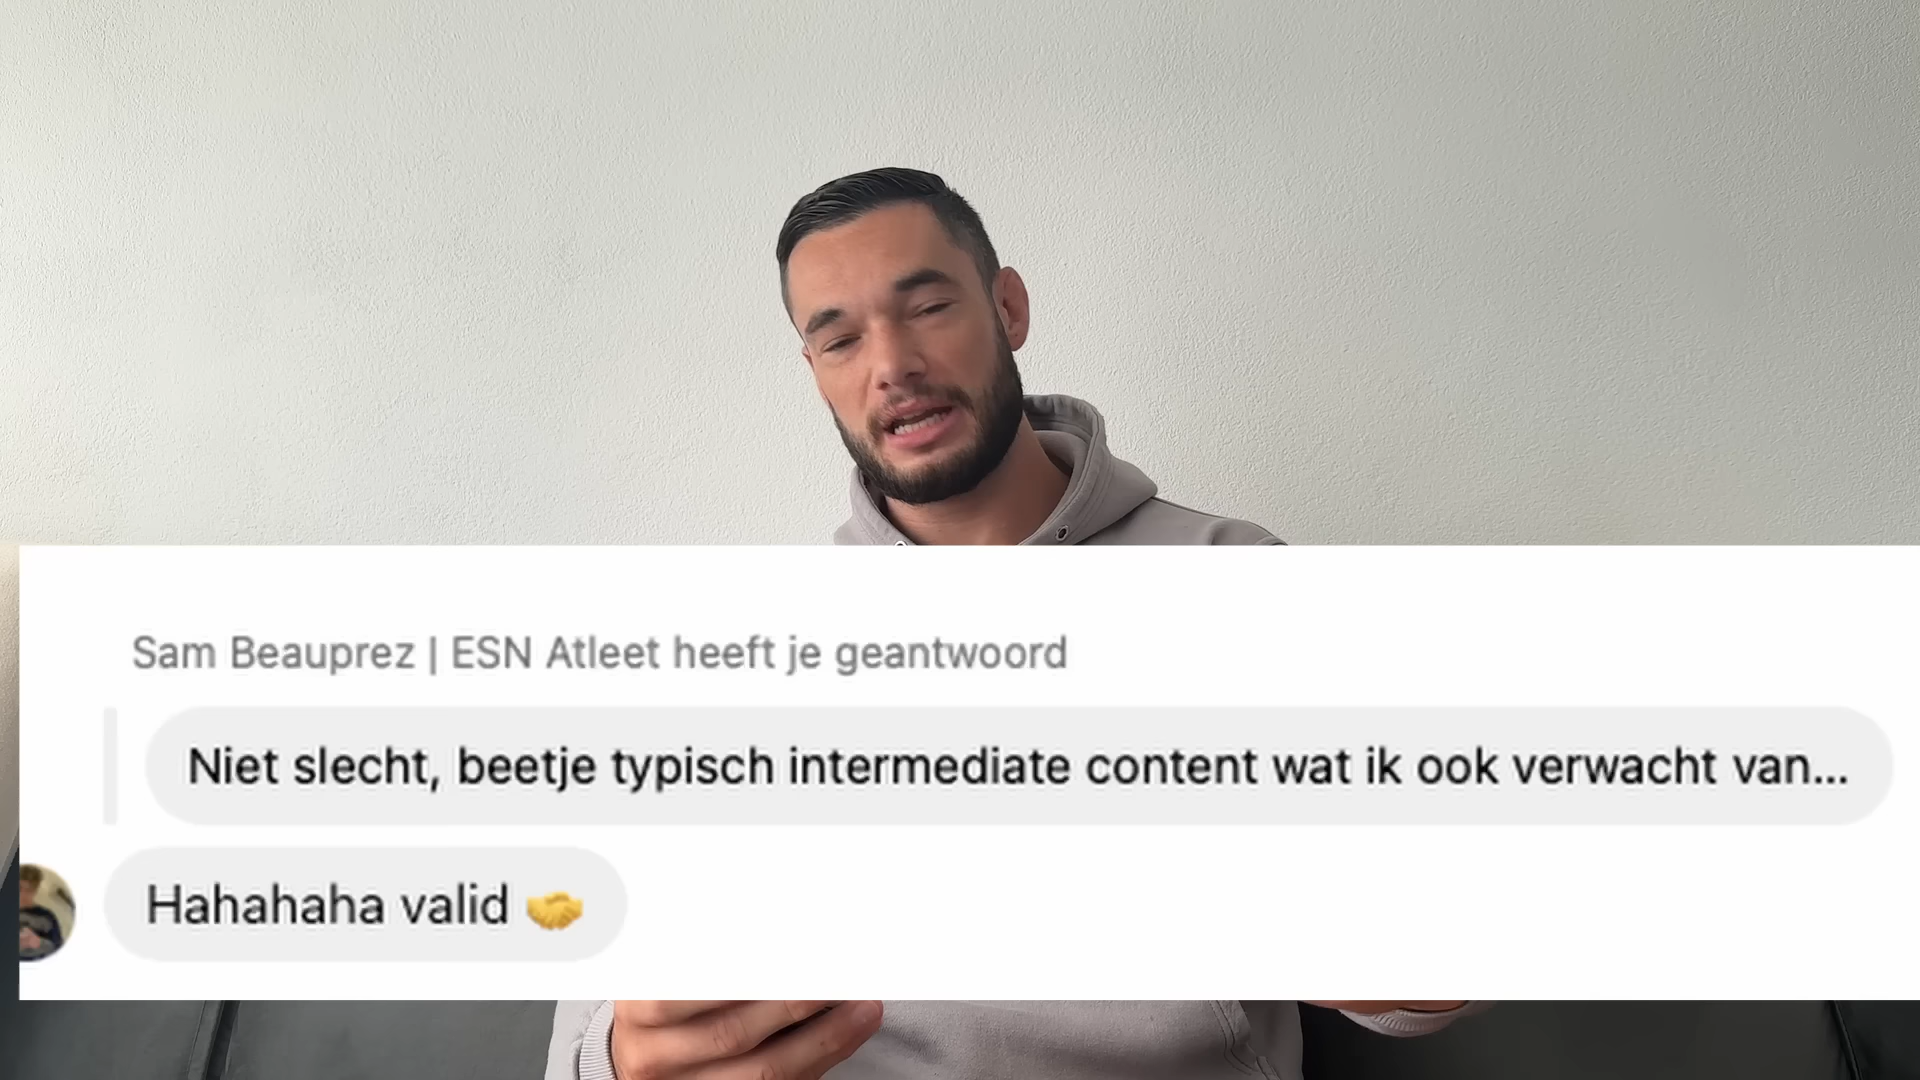 Sam Beauprez | ESN Atleet heeft je geantwoord
Niet slecht, beetje typisch intermediate content wat ik ook verwacht van...
Hahahaha valid 🤝